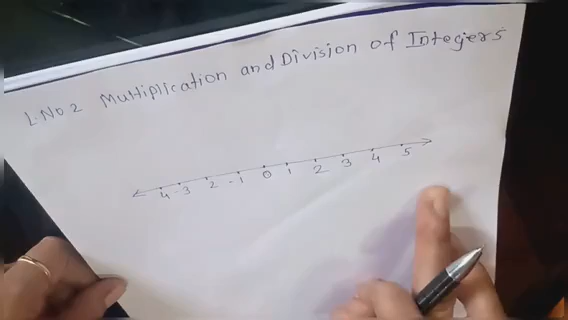 L.No 2 Multiplication and Division of Integers
4 -3 2 -1 0 1 2 3 4 5